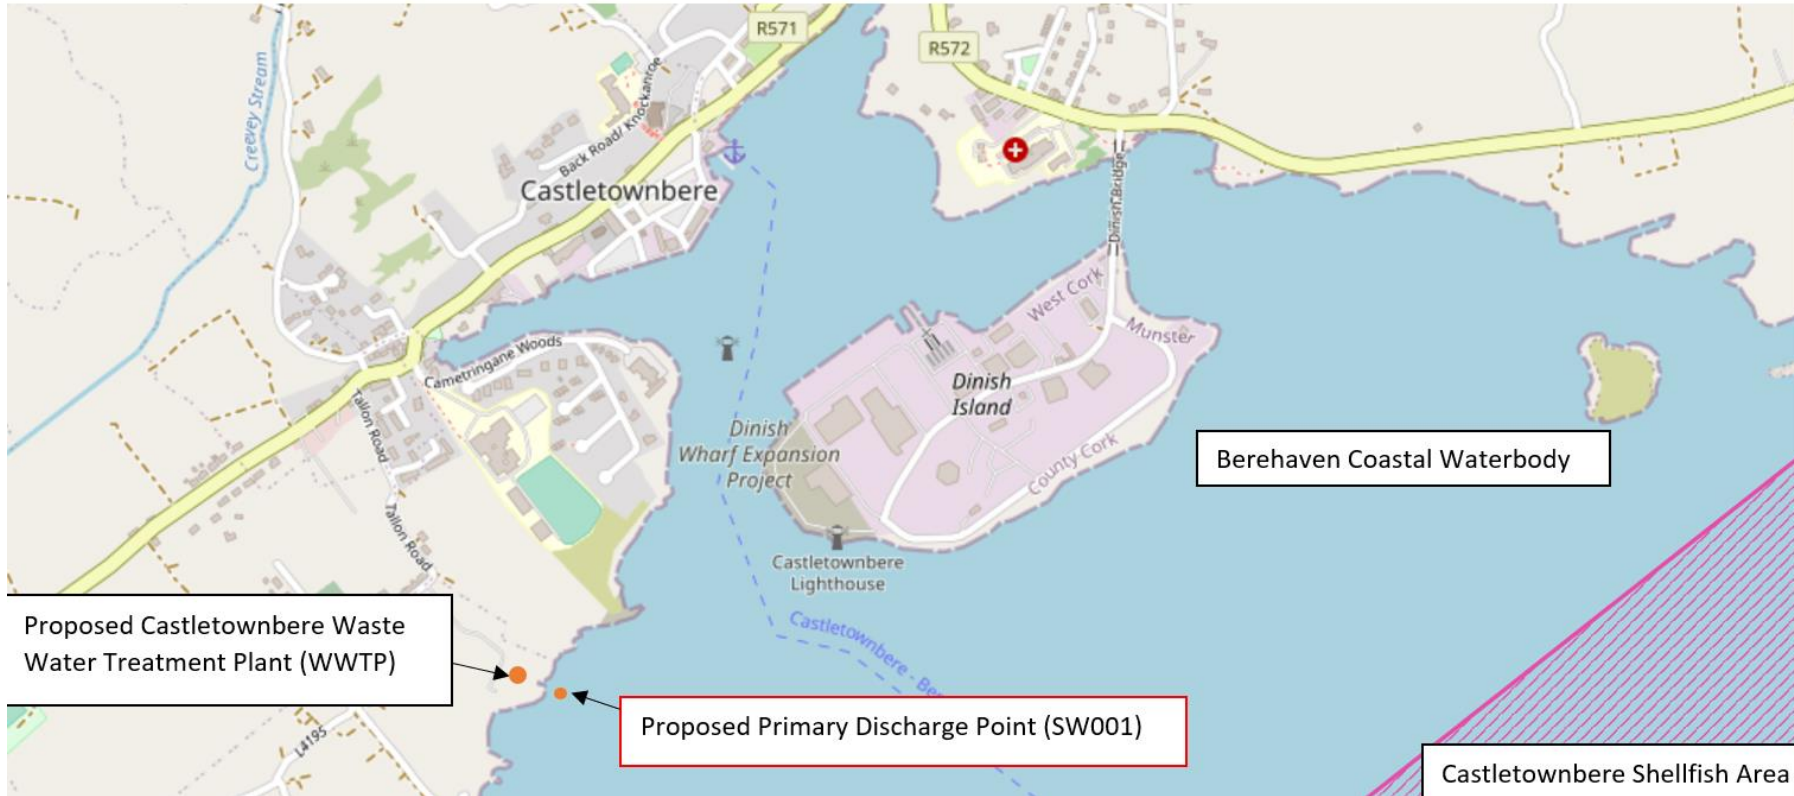 R571
R572
Creevey Stream
Back Road/ Knockanroe
Castletownbere
Dinish Bridge
West Cork
Munster
Cametringane Woods
Dinish
Island
Tallon Road
Dinish
Wharf Expansion
Project
County Cork
Berehaven Coastal Waterbody
Tallon Road
Castletownbere
Lighthouse
Proposed Castletownbere Waste
Water Treatment Plant (WWTP)
Castletownbere - Ber
Proposed Primary Discharge Point (SW001)
L4195
Castletownbere Shellfish Area